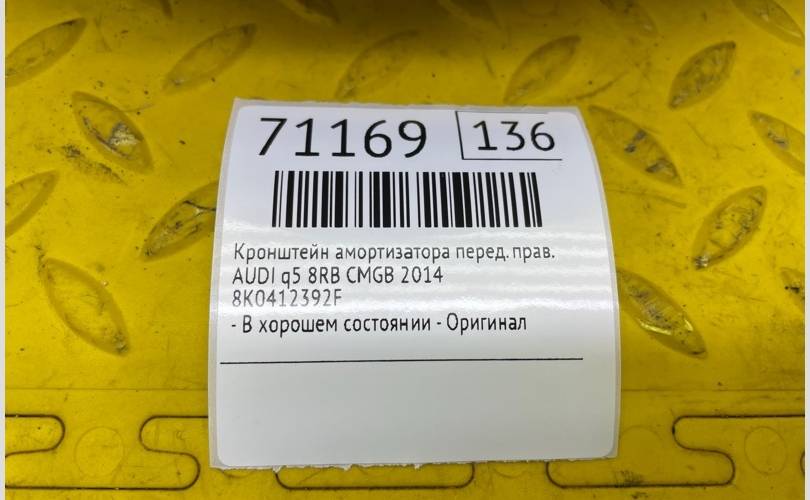 71169 136
Кронштейн амортизатора перед. прав.
AUDI q5 8RB CMGB 2014
8K0412392F
- В хорошем состоянии - Оригинал